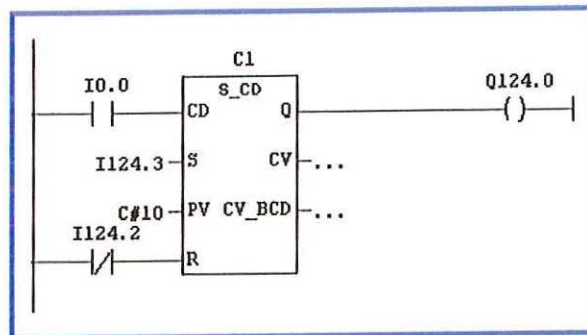 C1
I0.0
S_CD
Q124.0
CD
Q
I124.3
S
CV
...
C#10
PV
CV_BCD
...
I124.2
R